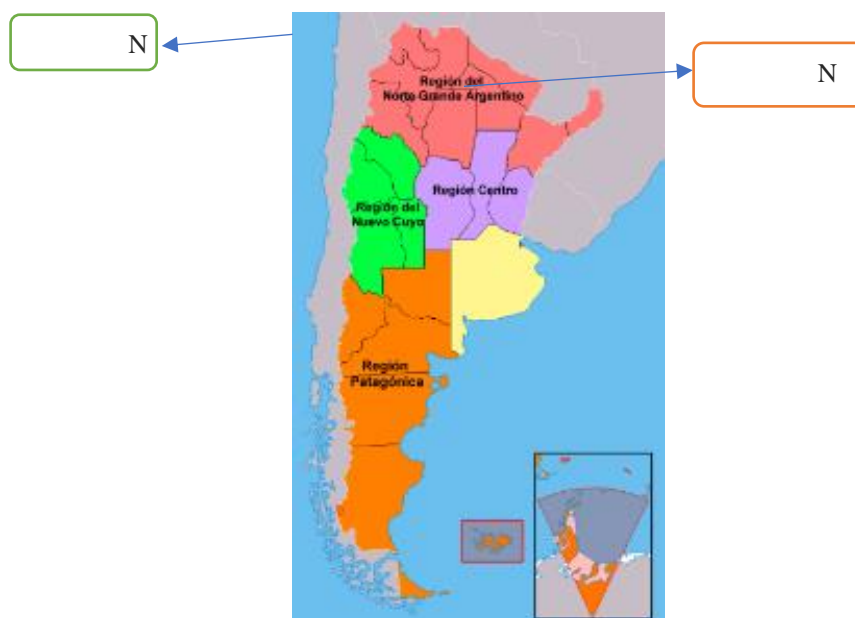 N
N
Región del
Norte Grande Argentino
Región Centro
Región del
Nuevo Cuyo
Región
Patagónica